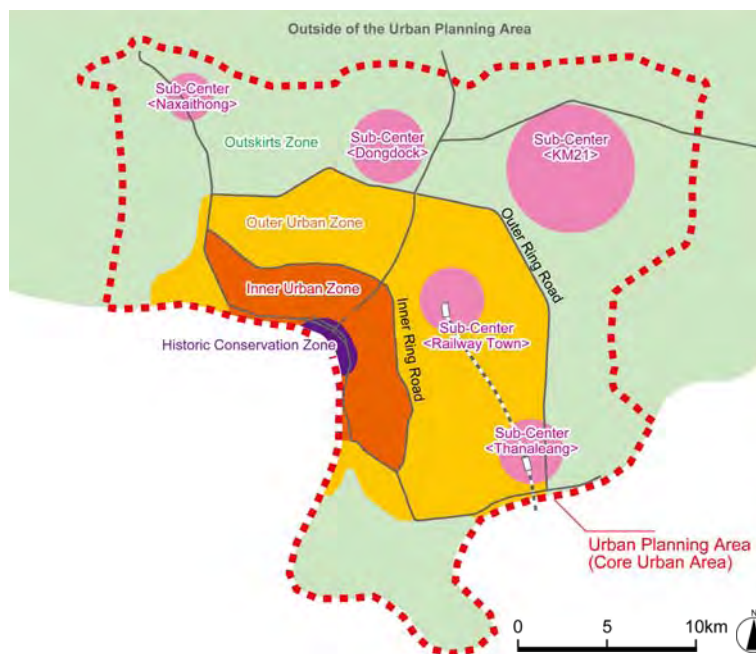 Outside of the Urban Planning Area
Sub-Center
<Naxaithong>
Sub-Center
<Dongdock>
Sub-Center
<KM21>
Outskirts Zone
Outer Urban Zone
Outer Ring Road
Inner Urban Zone
Inner Ring Road
Historic Conservation Zone
Sub-Center
<Railway Town>
Sub-Center
<Thanaleang>
Urban Planning Area
(Core Urban Area)
0 5 10km
N